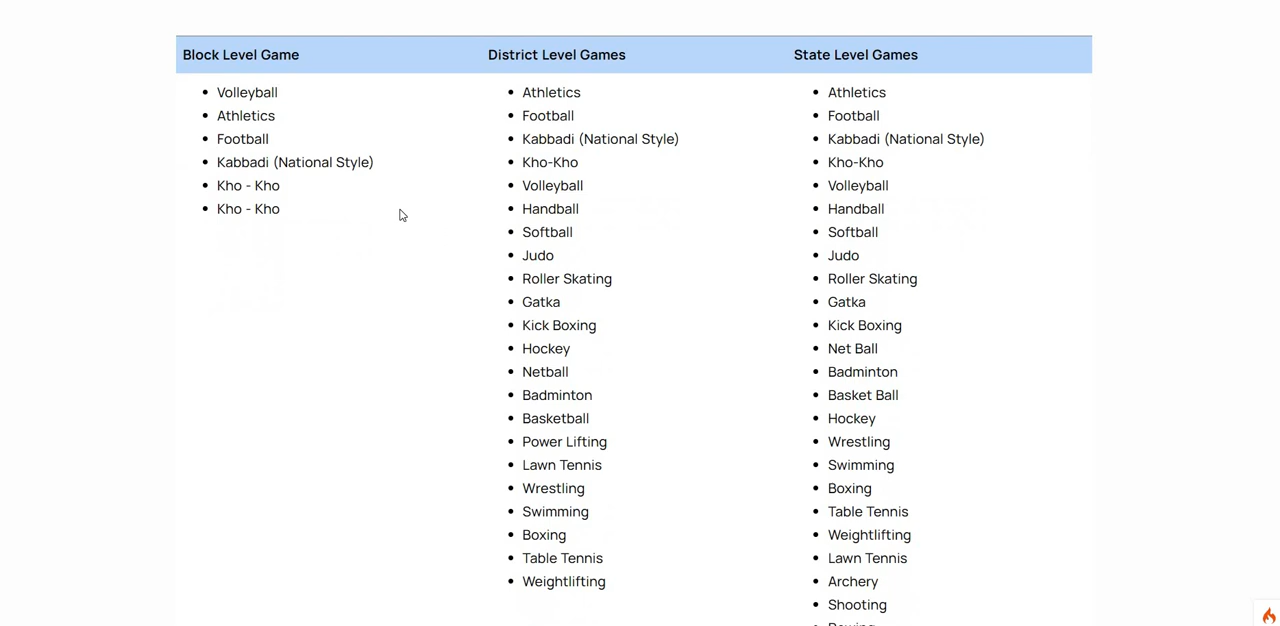 Block Level Game
Volleyball
Athletics
Football
Kabbadi (National Style)
Kho - Kho
Kho - Kho
District Level Games
Athletics
Football
Kabbadi (National Style)
Kho-Kho
Volleyball
Handball
Softball
Judo
Roller Skating
Gatka
Kick Boxing
Hockey
Netball
Badminton
Basketball
Power Lifting
Lawn Tennis
Wrestling
Swimming
Boxing
Table Tennis
Weightlifting
State Level Games
Athletics
Football
Kabbadi (National Style)
Kho-Kho
Volleyball
Handball
Softball
Judo
Roller Skating
Gatka
Kick Boxing
Net Ball
Badminton
Basket Ball
Hockey
Wrestling
Swimming
Boxing
Table Tennis
Weightlifting
Lawn Tennis
Archery
Shooting